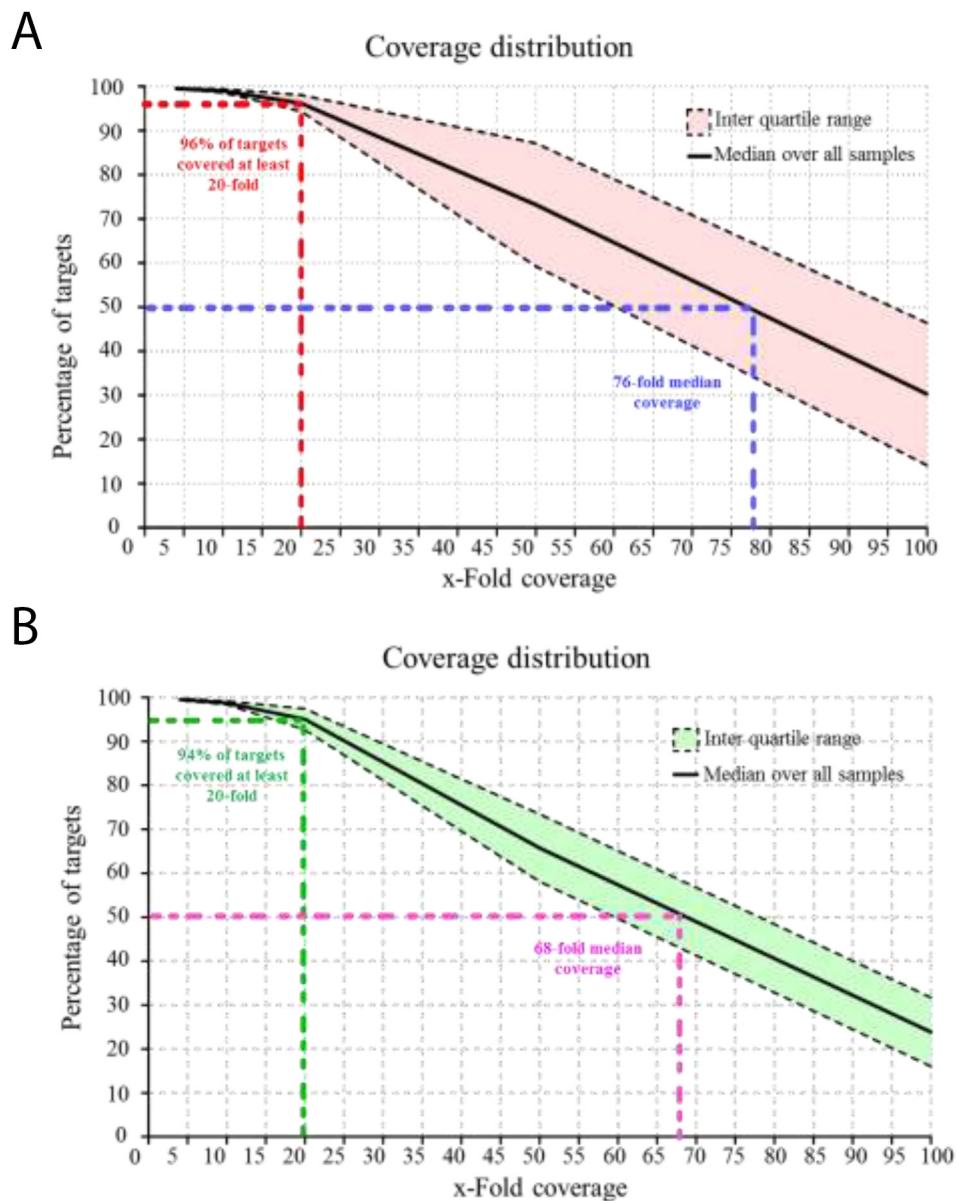 A
Coverage distribution
100
90
80
70
60
50
40
30
20
10
0
Percentage of targets
96% of targets
covered at least
20-fold
Inter quartile range
Median over all samples
76-fold median
coverage
0 5 10 15 20 25 30 35 40 45 50 55 60 65 70 75 80 85 90 95 100
x-Fold coverage
B
Coverage distribution
100
90
80
70
60
50
40
30
20
10
0
Percentage of targets
94% of targets
covered at least
20-fold
Inter quartile range
Median over all samples
68-fold median
coverage
0 5 10 15 20 25 30 35 40 45 50 55 60 65 70 75 80 85 90 95 100
x-Fold coverage